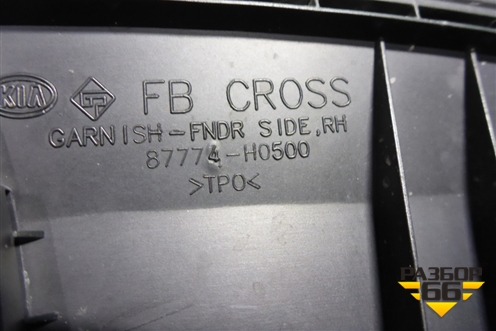 KIA FB CROSS
GARNISH-FNDR SIDE,RH
87774-H0500
>TPO<
РАЗБОР
66